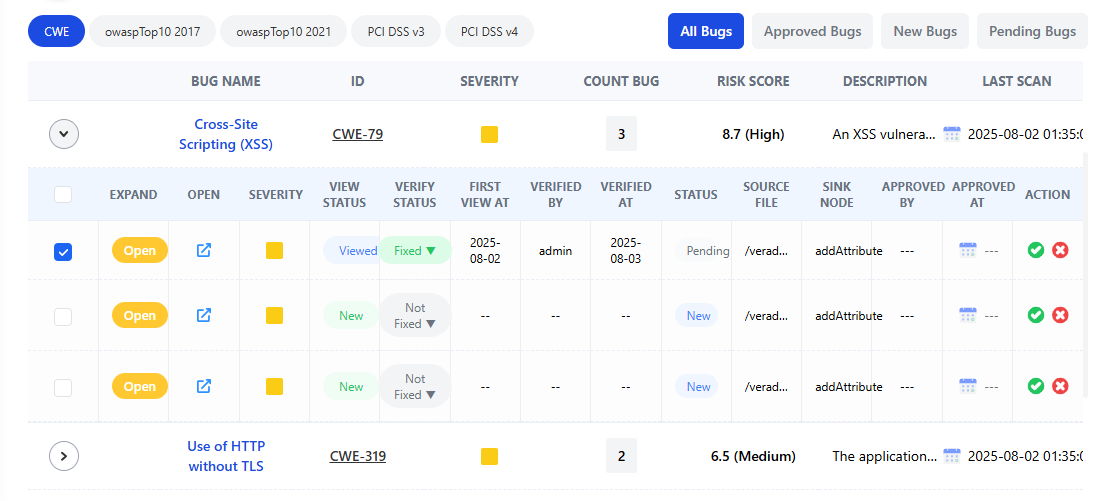 CWE owaspTop10 2017 owaspTop10 2021 PCI DSS v3 PCI DSS v4 All Bugs Approved Bugs New Bugs Pending Bugs
BUG NAME ID SEVERITY COUNT BUG RISK SCORE DESCRIPTION LAST SCAN
Cross-Site
Scripting (XSS) CWE-79 3 8.7 (High) An XSS vulnera... 2025-08-02 01:35:0
EXPAND OPEN SEVERITY VIEW STATUS VERIFY STATUS FIRST VIEW AT VERIFIED BY VERIFIED AT STATUS SOURCE FILE SINK NODE APPROVED BY APPROVED AT ACTION
Open Viewed Fixed ▼ 2025-08-02 admin 2025-08-03 Pending /verad... addAttribute --- ---
Open New Not Fixed ▼ -- -- -- New /verad... addAttribute --- ---
Open New Not Fixed ▼ -- -- -- New /verad... addAttribute --- ---
Use of HTTP
without TLS CWE-319 2 6.5 (Medium) The application... 2025-08-02 01:35:0